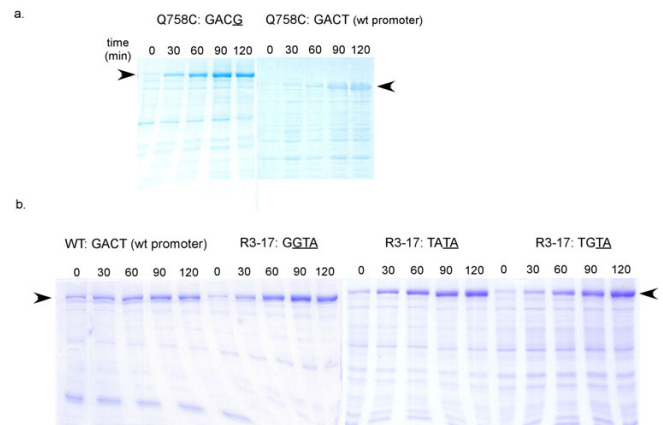 a.
Q758C: GACG Q758C: GACT (wt promoter)
time
(min) 0 30 60 90 120 0 30 60 90 120
b.
WT: GACT (wt promoter) R3-17: GGTA R3-17: TATA R3-17: TGTA
0 30 60 90 120 0 30 60 90 120 0 30 60 90 120 0 30 60 90 120